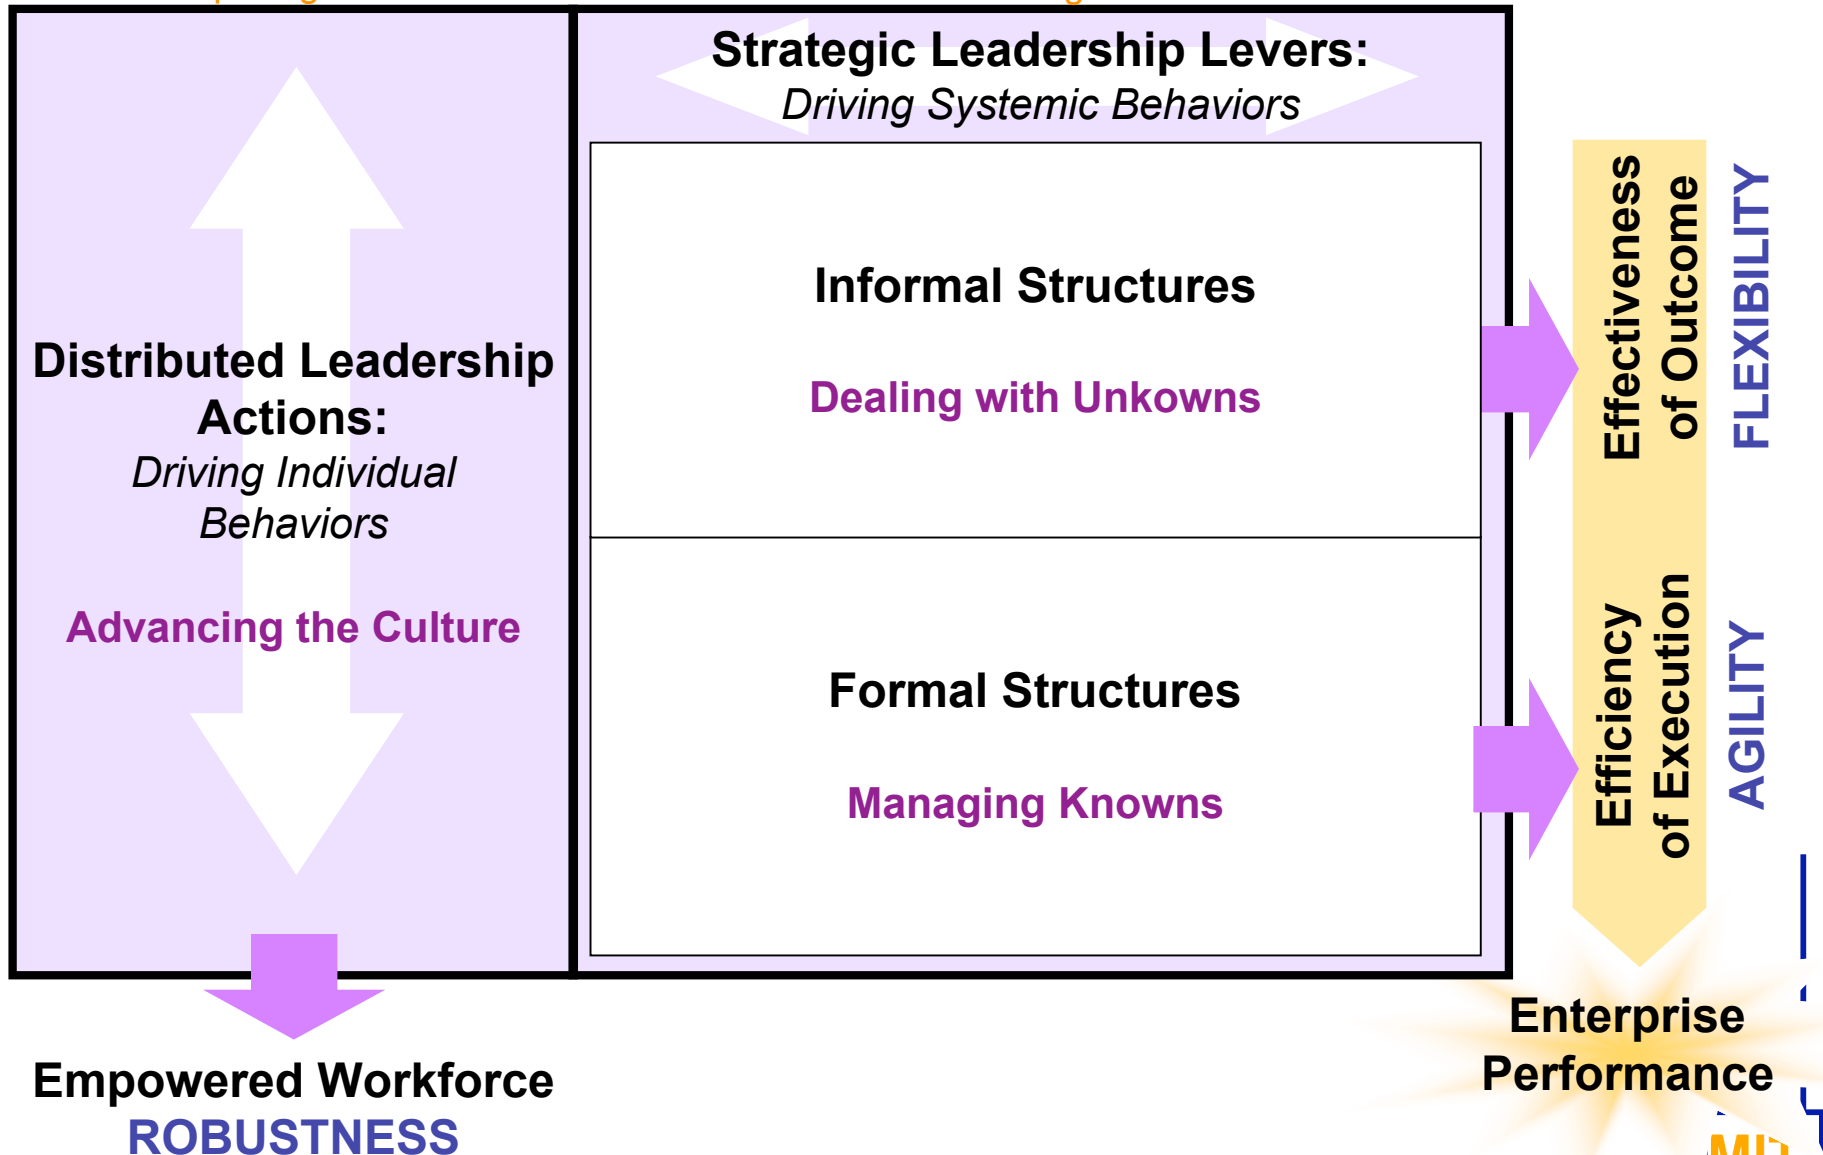 Strategic Leadership Levers:
Driving Systemic Behaviors
Distributed Leadership
Actions:
Driving Individual
Behaviors
Advancing the Culture
Informal Structures
Dealing with Unkowns
Formal Structures
Managing Knowns
Effectiveness
of Outcome
FLEXIBILITY
Efficiency
of Execution
AGILITY
Empowered Workforce
ROBUSTNESS
Enterprise
Performance